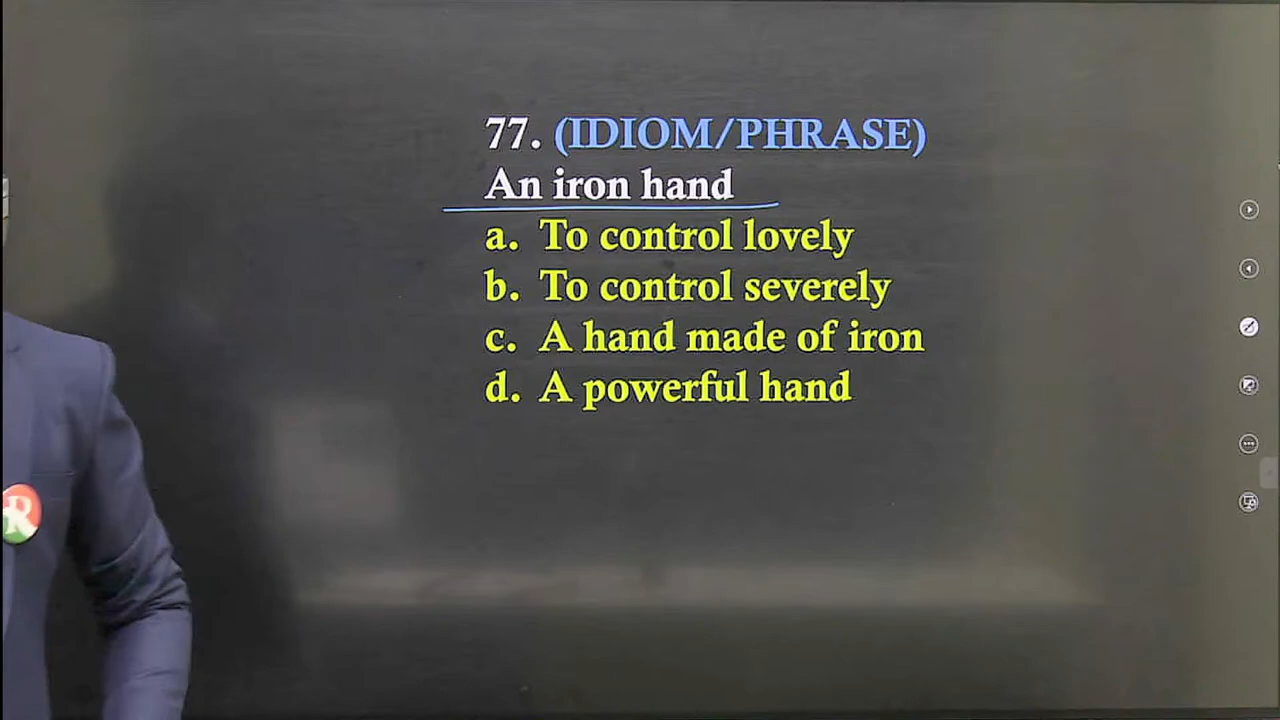 77. (IDIOM/PHRASE)
An iron hand
a. To control lovely
b. To control severely
c. A hand made of iron
d. A powerful hand
R